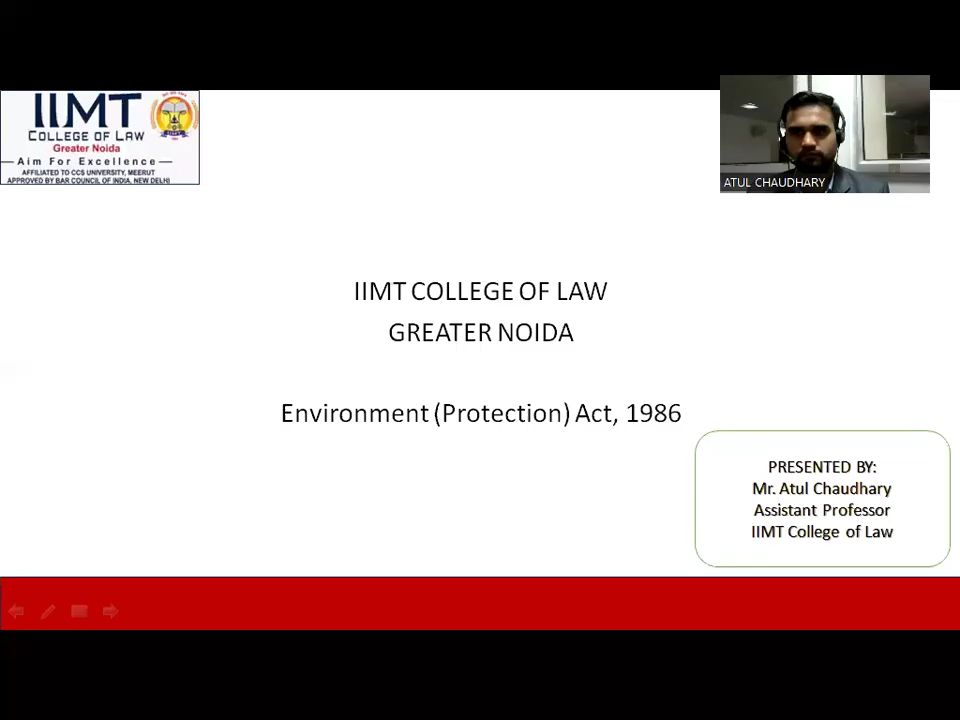 IIMT
COLLEGE OF LAW
Greater Noida
Aim For Excellence
AFFILIATED TO CCS UNIVERSITY, MEERUT
APPROVED BY BAR COUNCIL OF INDIA, NEW DELHI
ATUL CHAUDHARY
IIMT COLLEGE OF LAW
GREATER NOIDA
Environment (Protection) Act, 1986
PRESENTED BY:
Mr. Atul Chaudhary
Assistant Professor
IIMT College of Law